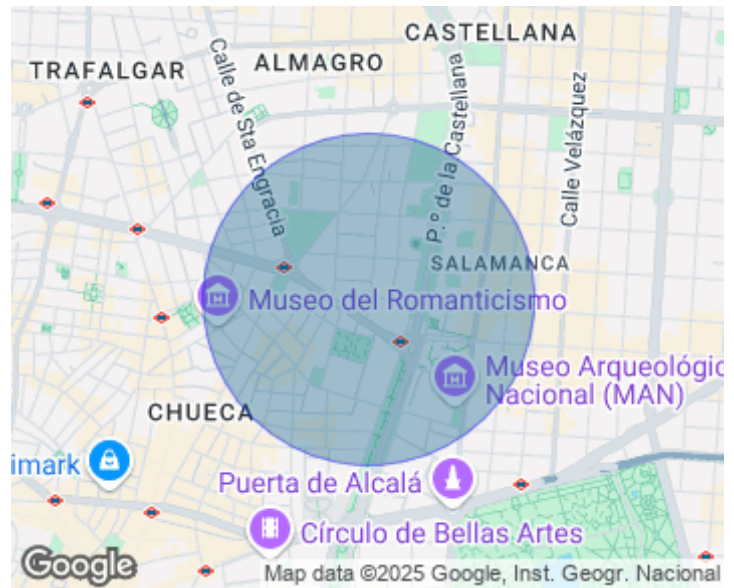 CASTELLANA
TRAFALGAR
ALMAGRO
Calle de Sta Engracia
P.º de la Castellana
Calle Velázquez
SALAMANCA
Museo del Romanticismo
Museo Arqueológic
Nacional (MAN)
CHUECA
imark
Puerta de Alcalá
Círculo de Bellas Artes
Google
Map data ©2025 Google, Inst. Geogr. Nacional